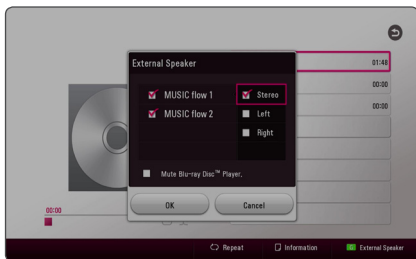 External Speaker
01:48
MUSIC flow 1
Stereo
00:00
MUSIC flow 2
Left
00:00
Right
Mute Blu-ray Disc™ Player.
OK
Cancel
00:00
Repeat
Information
External Speaker